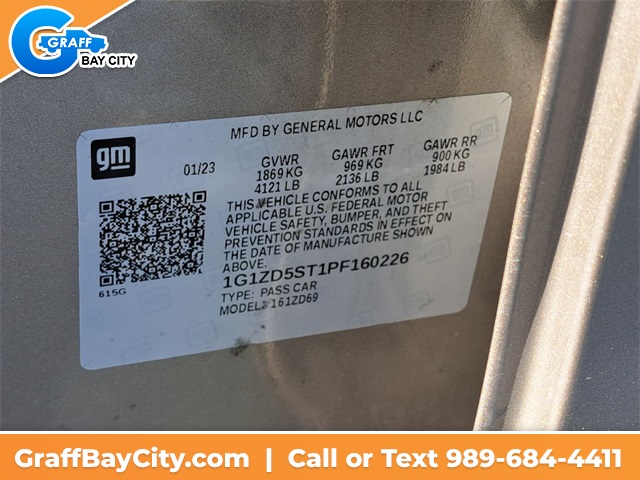 GRAFF
BAY CITY
MFD BY GENERAL MOTORS LLC
gm
01/23
GVWR
1869 KG
4121 LB
GAWR FRT
969 KG
2136 LB
GAWR RR
900 KG
1984 LB
THIS VEHICLE CONFORMS TO ALL
APPLICABLE U.S. FEDERAL MOTOR
VEHICLE SAFETY, BUMPER, AND THEFT
PREVENTION STANDARDS IN EFFECT ON
THE DATE OF MANUFACTURE SHOWN
ABOVE.
615G
1G1ZD5ST1PF160226
TYPE: PASS CAR
MODEL: 161ZD69
GraffBayCity.com | Call or Text 989-684-4411